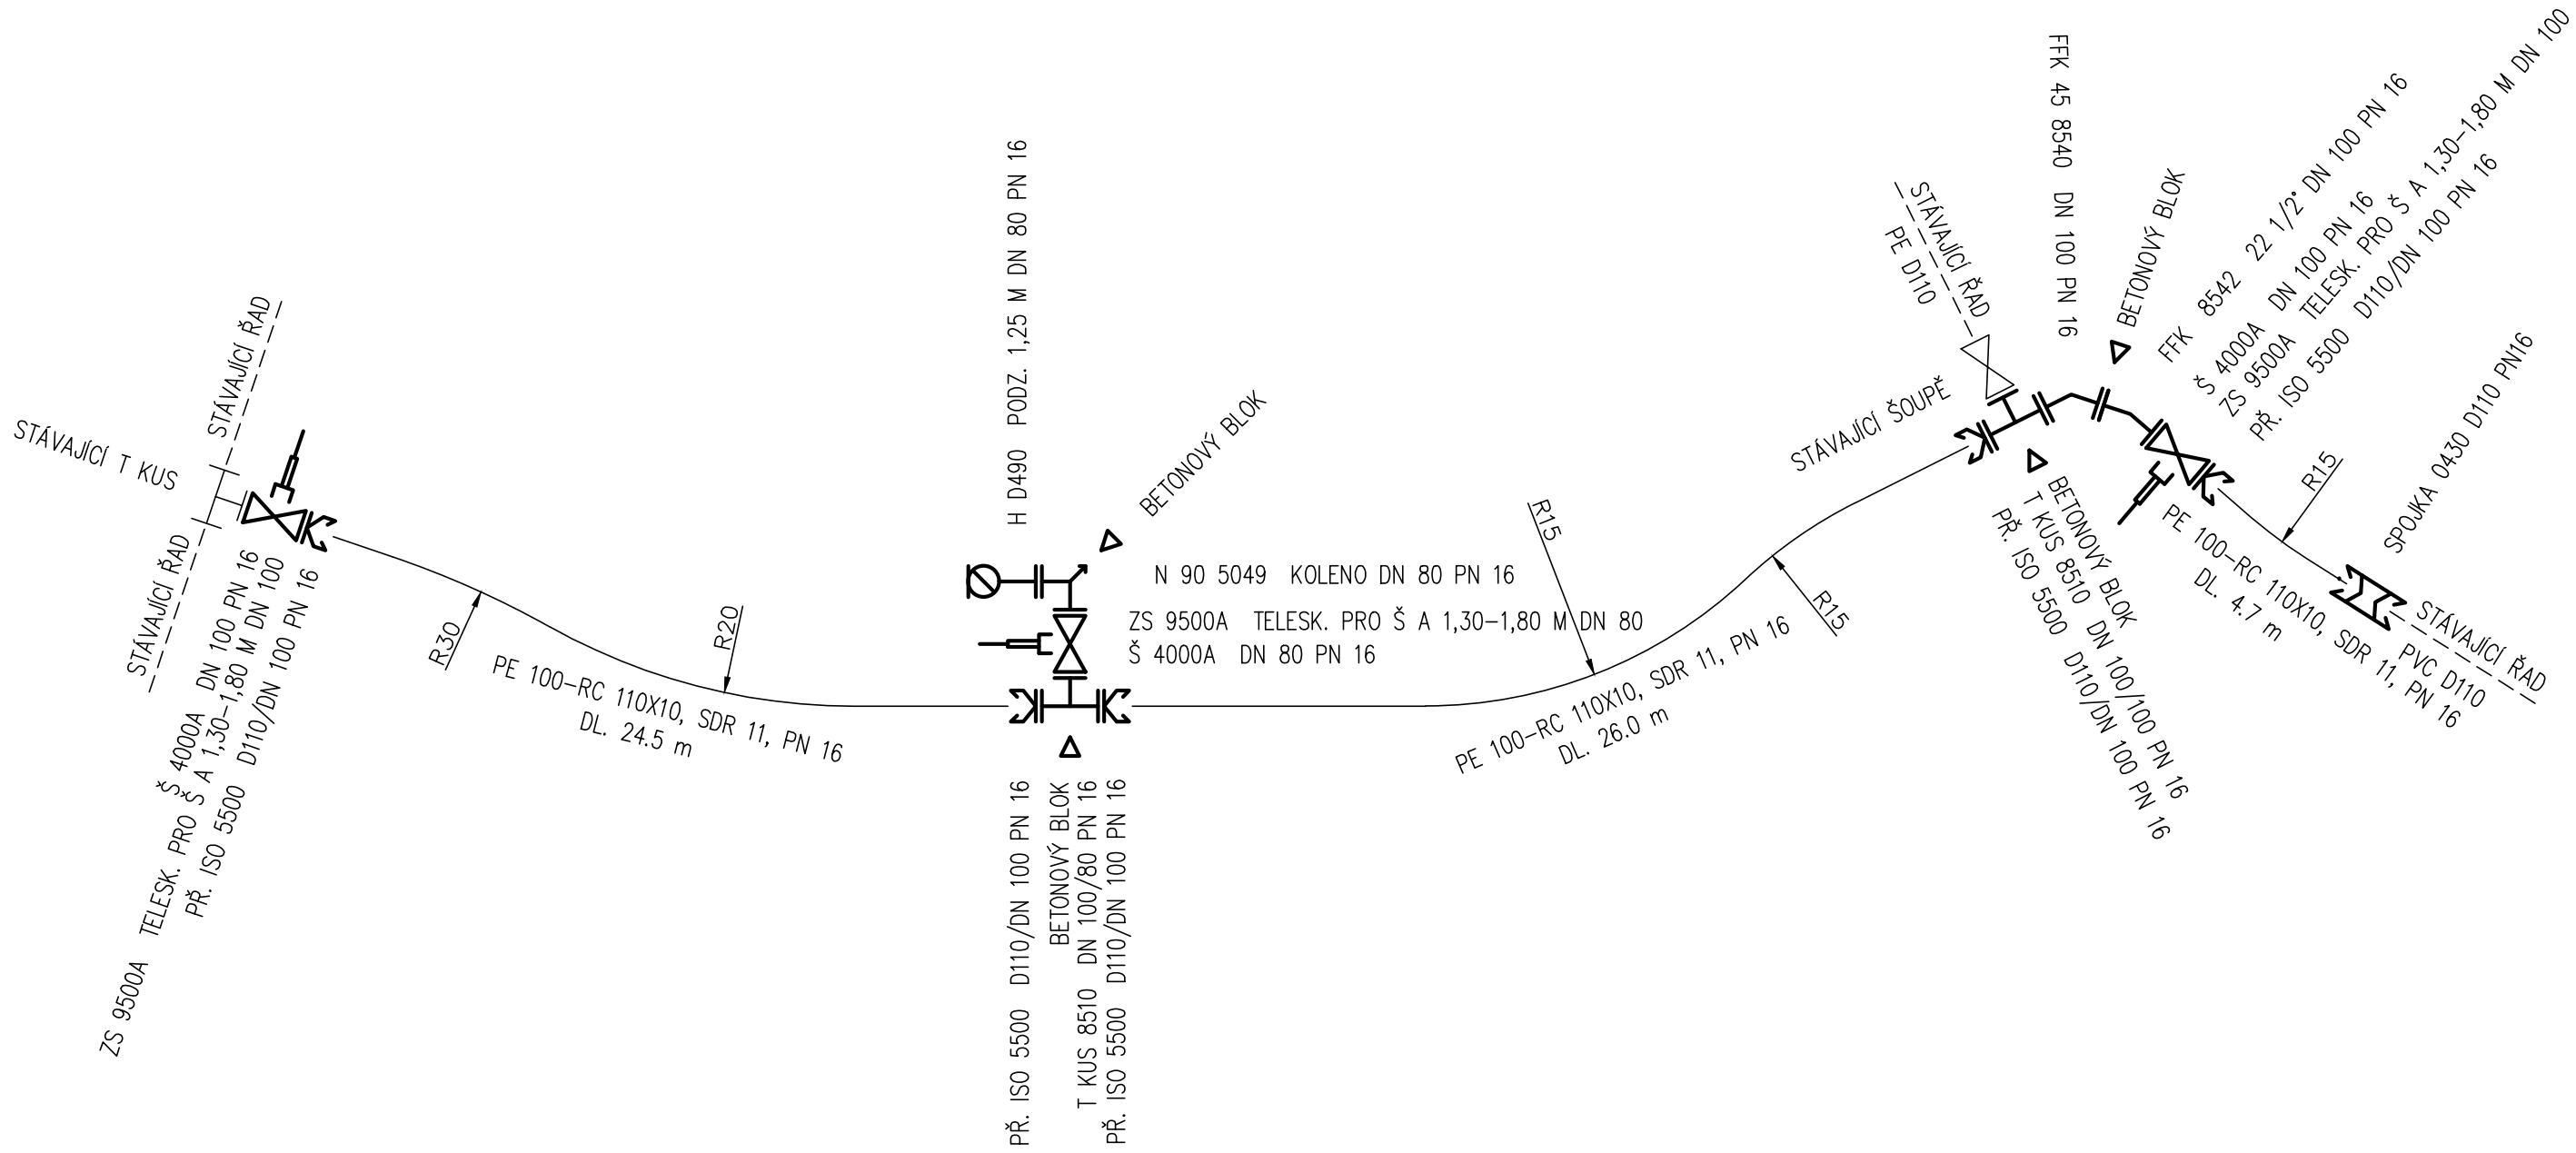 STÁVAJÍCÍ T KUS
STÁVAJÍCÍ ŘAD
STÁVAJÍCÍ ŘAD
Š 4000A DN 100 PN 16
ZS 9500A TELESK. PRO Š A 1,30-1,80 M DN 100
PŘ. ISO 5500 D110/DN 100 PN 16
R30
R20
PE 100-RC 110X10, SDR 11, PN 16
DL. 24.5 m
H D490 PODZ. 1,25 M DN 80 PN 16
BETONOVÝ BLOK
N 90 5049 KOLENO DN 80 PN 16
ZS 9500A TELESK. PRO Š A 1,30-1,80 M DN 80
Š 4000A DN 80 PN 16
PŘ. ISO 5500 D110/DN 100 PN 16
BETONOVÝ BLOK
T KUS 8510 DN 100/80 PN 16
PŘ. ISO 5500 D110/DN 100 PN 16
R15
R15
PE 100-RC 110X10, SDR 11, PN 16
DL. 26.0 m
STÁVAJÍCÍ ŠOUPĚ
STÁVAJÍCÍ ŘAD
PE D110
FFK 45 8540 DN 100 PN 16
BETONOVÝ BLOK
FFK 8542 22 1/2° DN 100 PN 16
Š 4000A DN 100 PN 16
ZS 9500A TELESK. PRO Š A 1,30-1,80 M DN 100
PŘ. ISO 5500 D110/DN 100 PN 16
BETONOVÝ BLOK
T KUS 8510 DN 100/100 PN 16
PŘ. ISO 5500 D110/DN 100 PN 16
R15
SPOJKA 0430 D110 PN16
PE 100-RC 110X10, SDR 11, PN 16
DL. 4.7 m
STÁVAJÍCÍ ŘAD
PVC D110